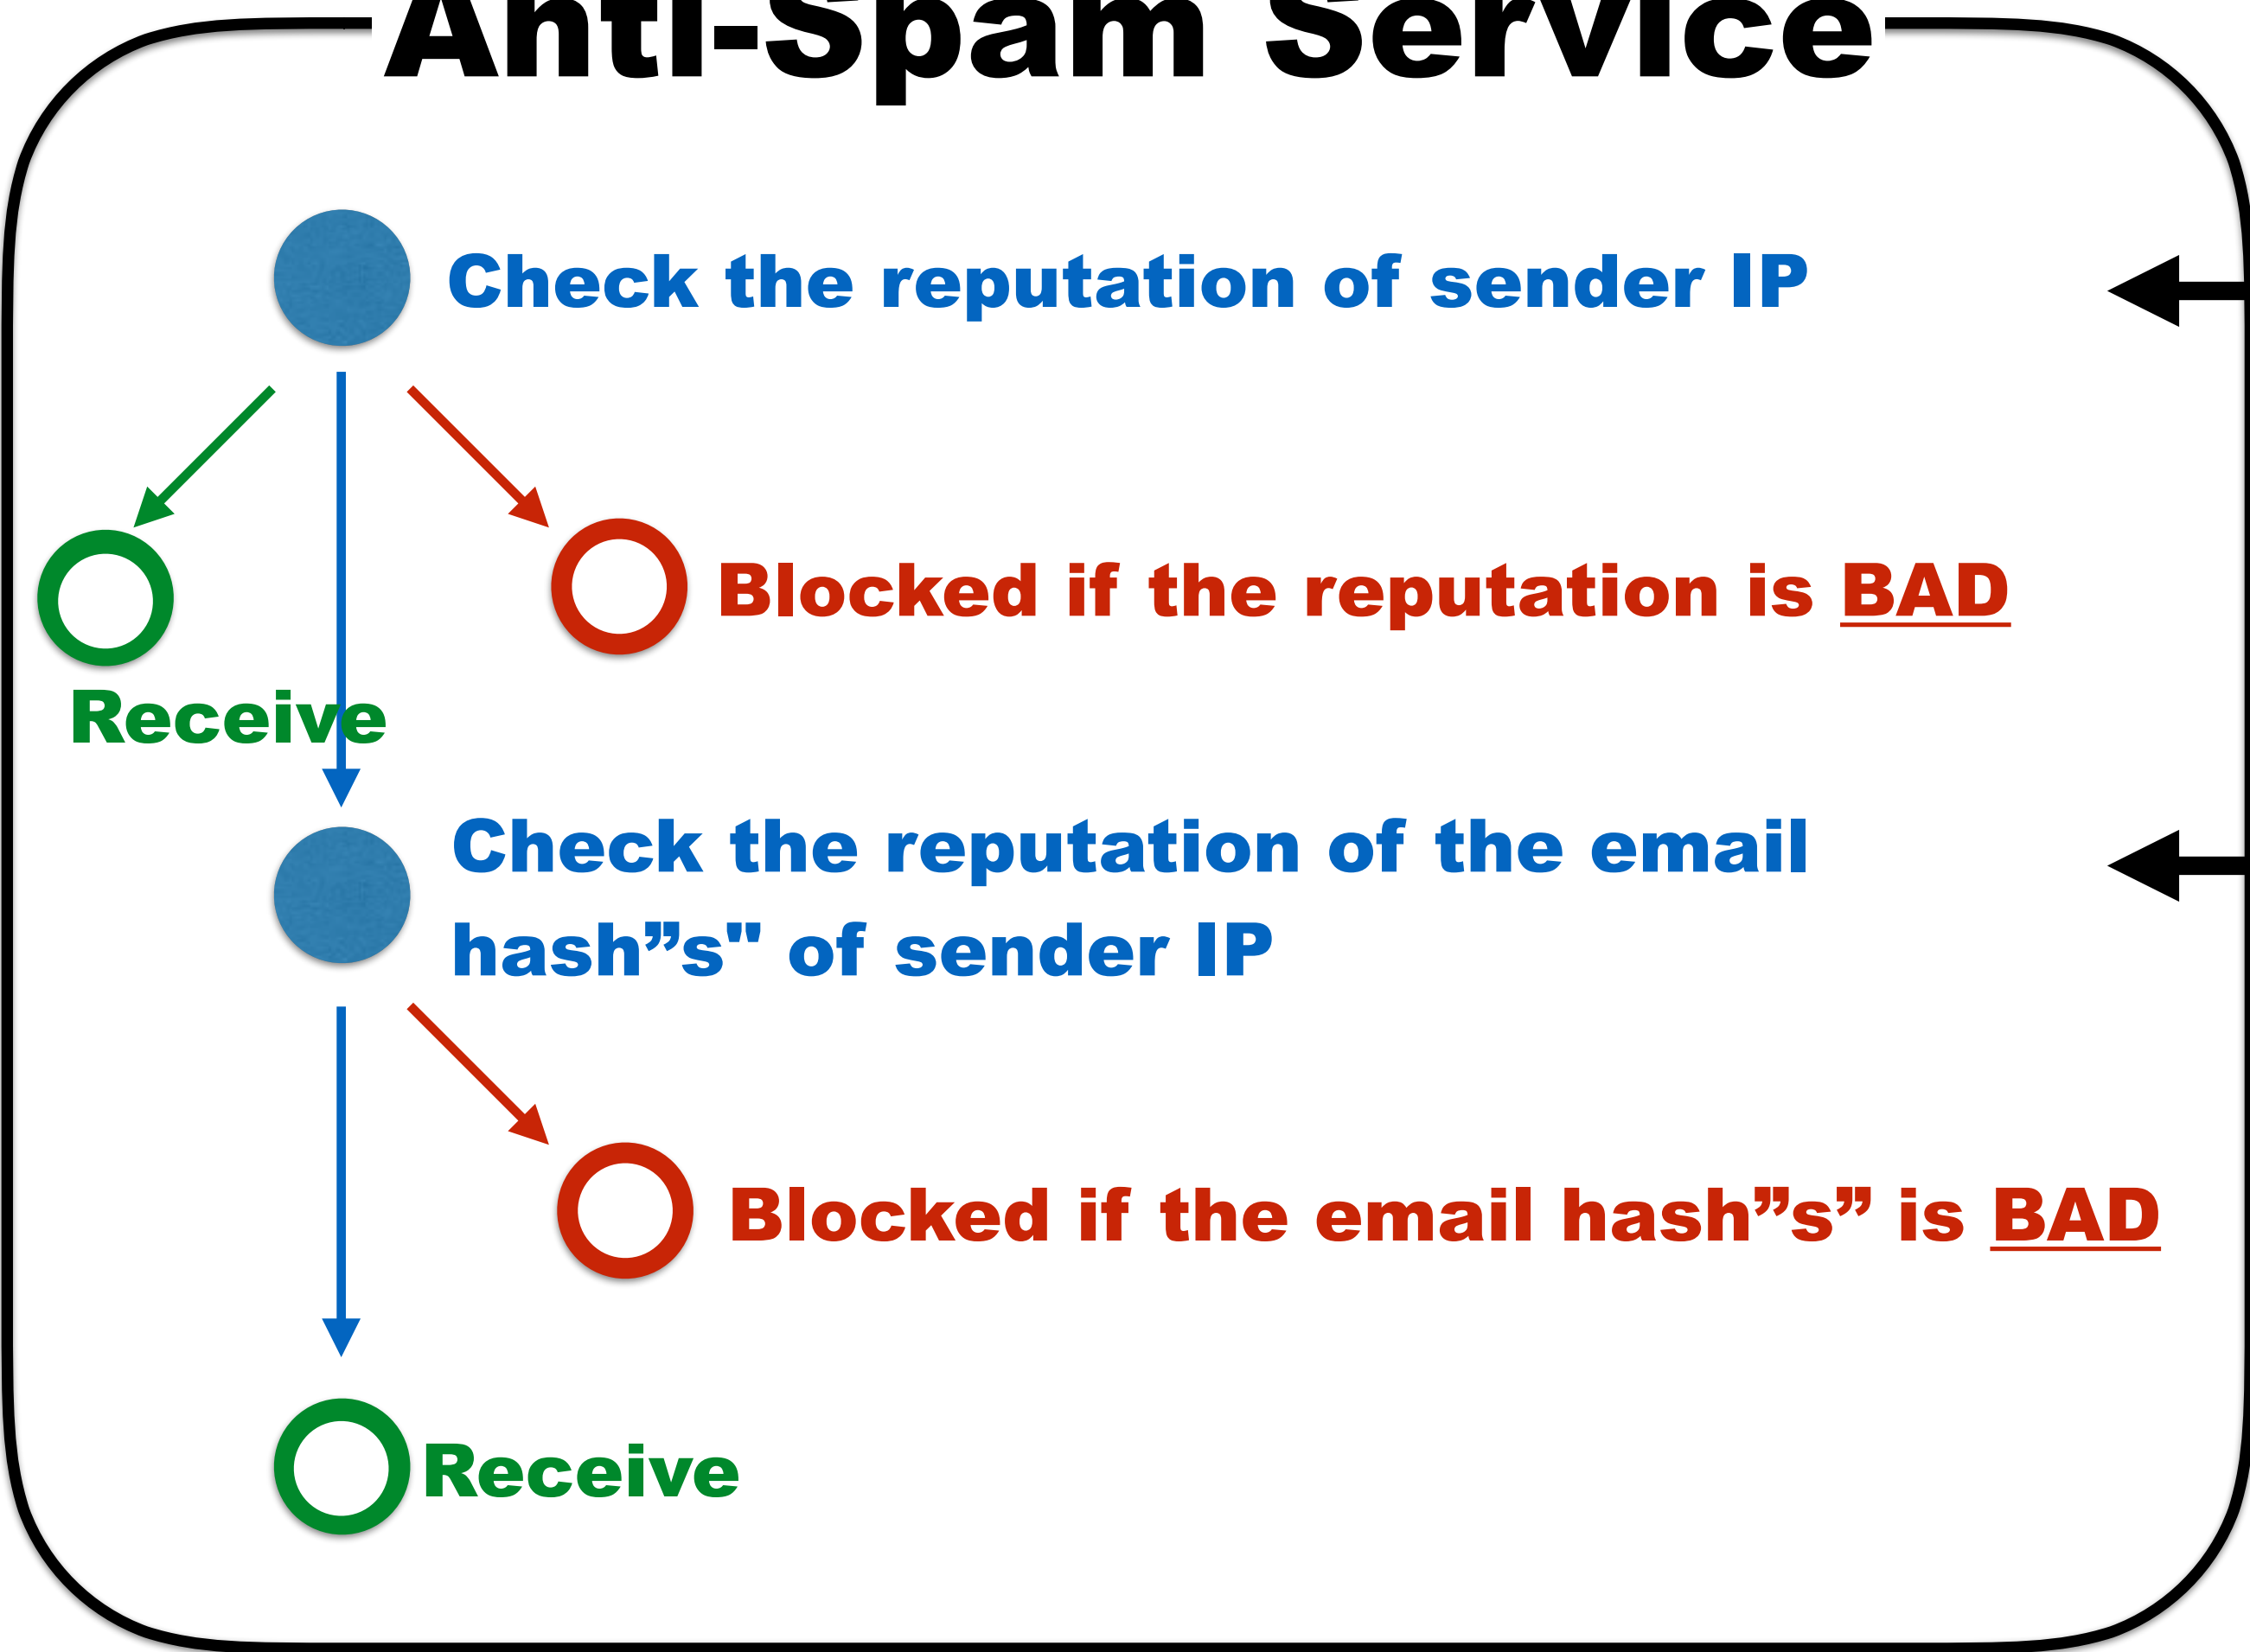 Anti-Spam Service
Check the reputation of sender IP
Blocked if the reputation is BAD
Receive
Check the reputation of the email
hash”s" of sender IP
Blocked if the email hash”s” is BAD
Receive